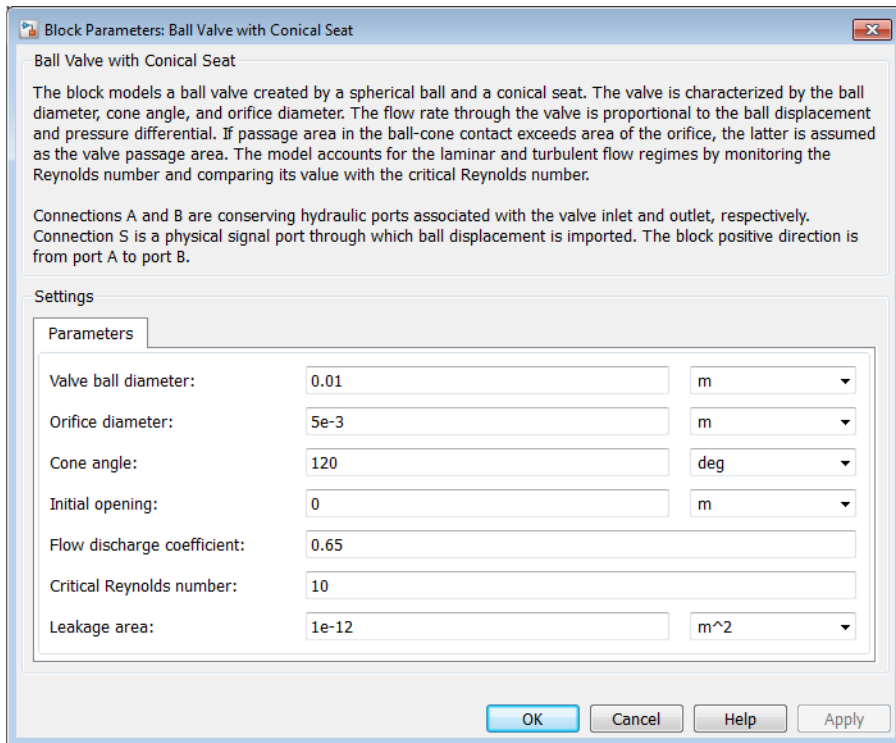 Block Parameters: Ball Valve with Conical Seat
Ball Valve with Conical Seat
The block models a ball valve created by a spherical ball and a conical seat. The valve is characterized by the ball
diameter, cone angle, and orifice diameter. The flow rate through the valve is proportional to the ball displacement
and pressure differential. If passage area in the ball-cone contact exceeds area of the orifice, the latter is assumed
as the valve passage area. The model accounts for the laminar and turbulent flow regimes by monitoring the
Reynolds number and comparing its value with the critical Reynolds number.
Connections A and B are conserving hydraulic ports associated with the valve inlet and outlet, respectively.
Connection S is a physical signal port through which ball displacement is imported. The block positive direction is
from port A to port B.
Settings
Parameters
Valve ball diameter: 0.01 m
Orifice diameter: 5e-3 m
Cone angle: 120 deg
Initial opening: 0 m
Flow discharge coefficient: 0.65
Critical Reynolds number: 10
Leakage area: 1e-12 m^2
OK Cancel Help Apply